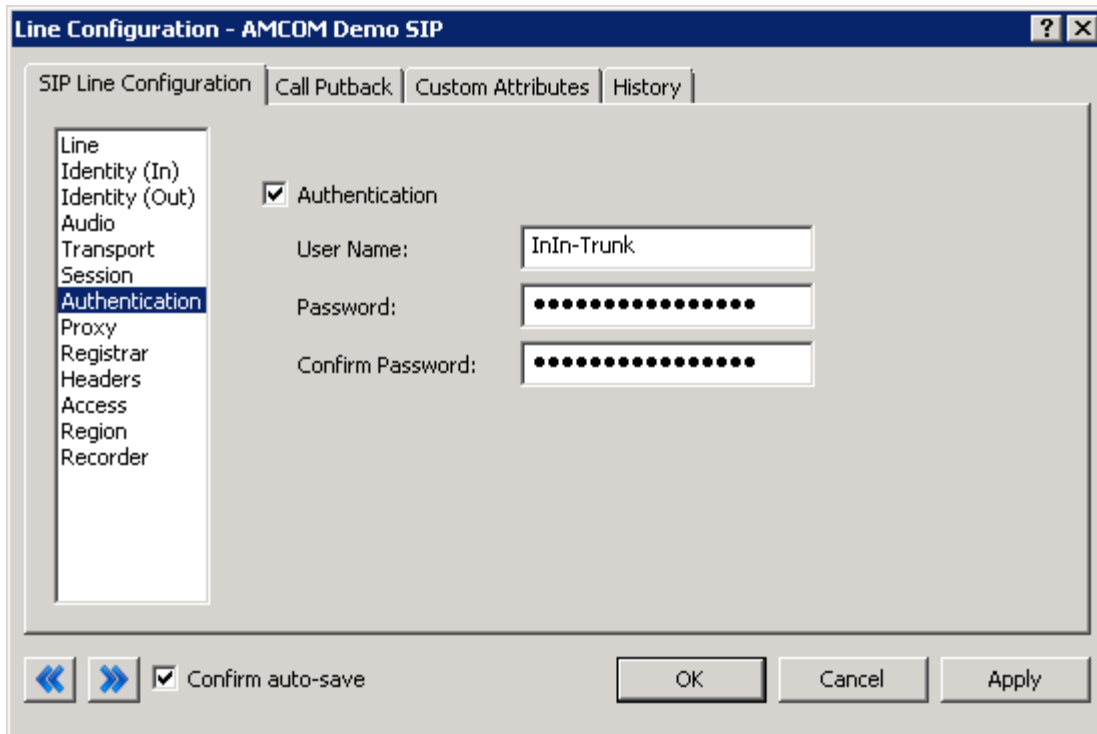 Line Configuration - AMCOM Demo SIP
SIP Line Configuration
Call Putback
Custom Attributes
History
Line
Identity (In)
Identity (Out)
Audio
Transport
Session
Authentication
Proxy
Registrar
Headers
Access
Region
Recorder
Authentication
User Name: InIn-Trunk
Password: ••••••••••••••••
Confirm Password: ••••••••••••••••
Confirm auto-save
OK
Cancel
Apply